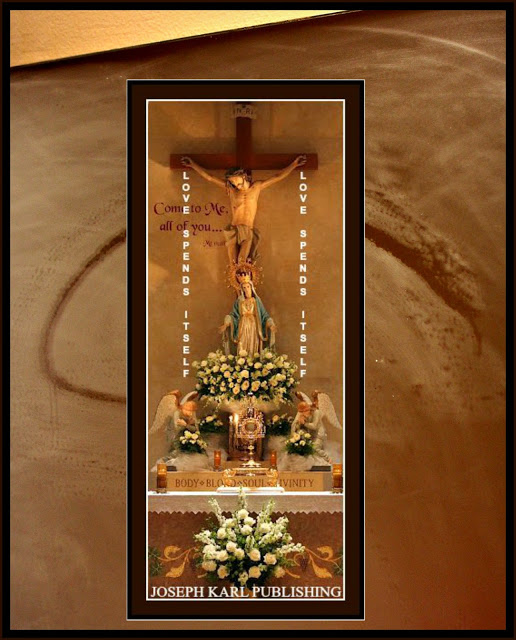 LOVE SPENDS ITSELF
LOVE SPENDS ITSELF
Come to Me,
all of you...
BODY✦BLOOD✦SOUL✦DIVINITY
JOSEPH KARL PUBLISHING